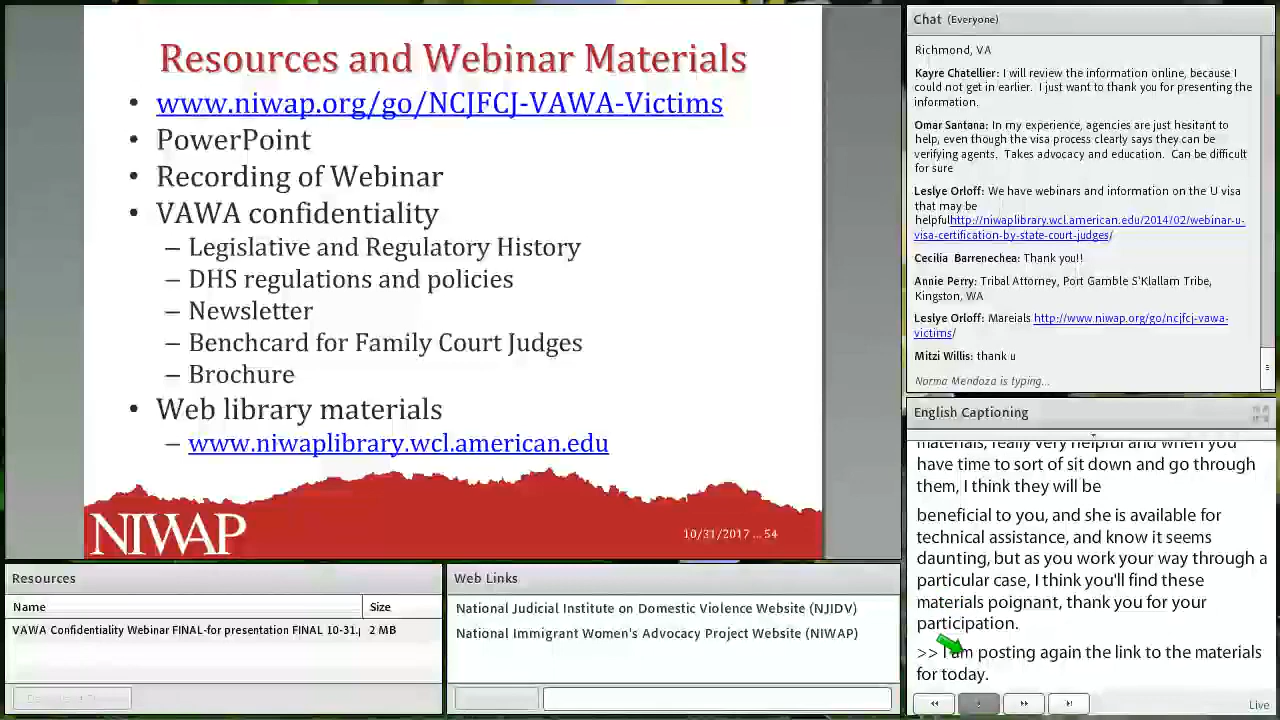 Resources and Webinar Materials
• www.niwap.org/go/NCJFCJ-VAWA-Victims
• PowerPoint
• Recording of Webinar
• VAWA confidentiality
– Legislative and Regulatory History
– DHS regulations and policies
– Newsletter
– Benchcard for Family Court Judges
– Brochure
• Web library materials
– www.niwaplibrary.wcl.american.edu
NIWAP
10/31/2017 ... 54
Resources
Name Size
VAWA Confidentiality Webinar FINAL-for presentation FINAL 10-31.p 2 MB
Web Links
National Judicial Institute on Domestic Violence Website (NJIDV)
National Immigrant Women's Advocacy Project Website (NIWAP)
Chat (Everyone)
Richmond, VA
Kayre Chatellier: I will review the information online, because I
could not get in earlier. I just want to thank you for presenting the
information.
Omar Santana: In my experience, agencies are just hesitant to
help, even though the visa process clearly says they can be
verifying agents. Takes advocacy and education. Can be difficult
for sure
Leslye Orloff: We have webinars and information on the U visa
that may be
helpfulhttp://niwaplibrary.wcl.american.edu/2014/02/webinar-u-
visa-certification-by-state-court-judges/
Cecilia Barrenechea: Thank you!!
Annie Perry: Tribal Attorney, Port Gamble S'Klallam Tribe,
Kingston, WA
Leslye Orloff: Mareials http://www.niwap.org/go/ncjfcj-vawa-
victims/
Mitzi Willis: thank u
Norma Mendoza is typing...
English Captioning
materials, really very helpful and when you
have time to sort of sit down and go through
them, I think they will be
beneficial to you, and she is available for
technical assistance, and know it seems
daunting, but as you work your way through a
particular case, I think you'll find these
materials poignant, thank you for your
participation.
>> I am posting again the link to the materials
for today.
Live